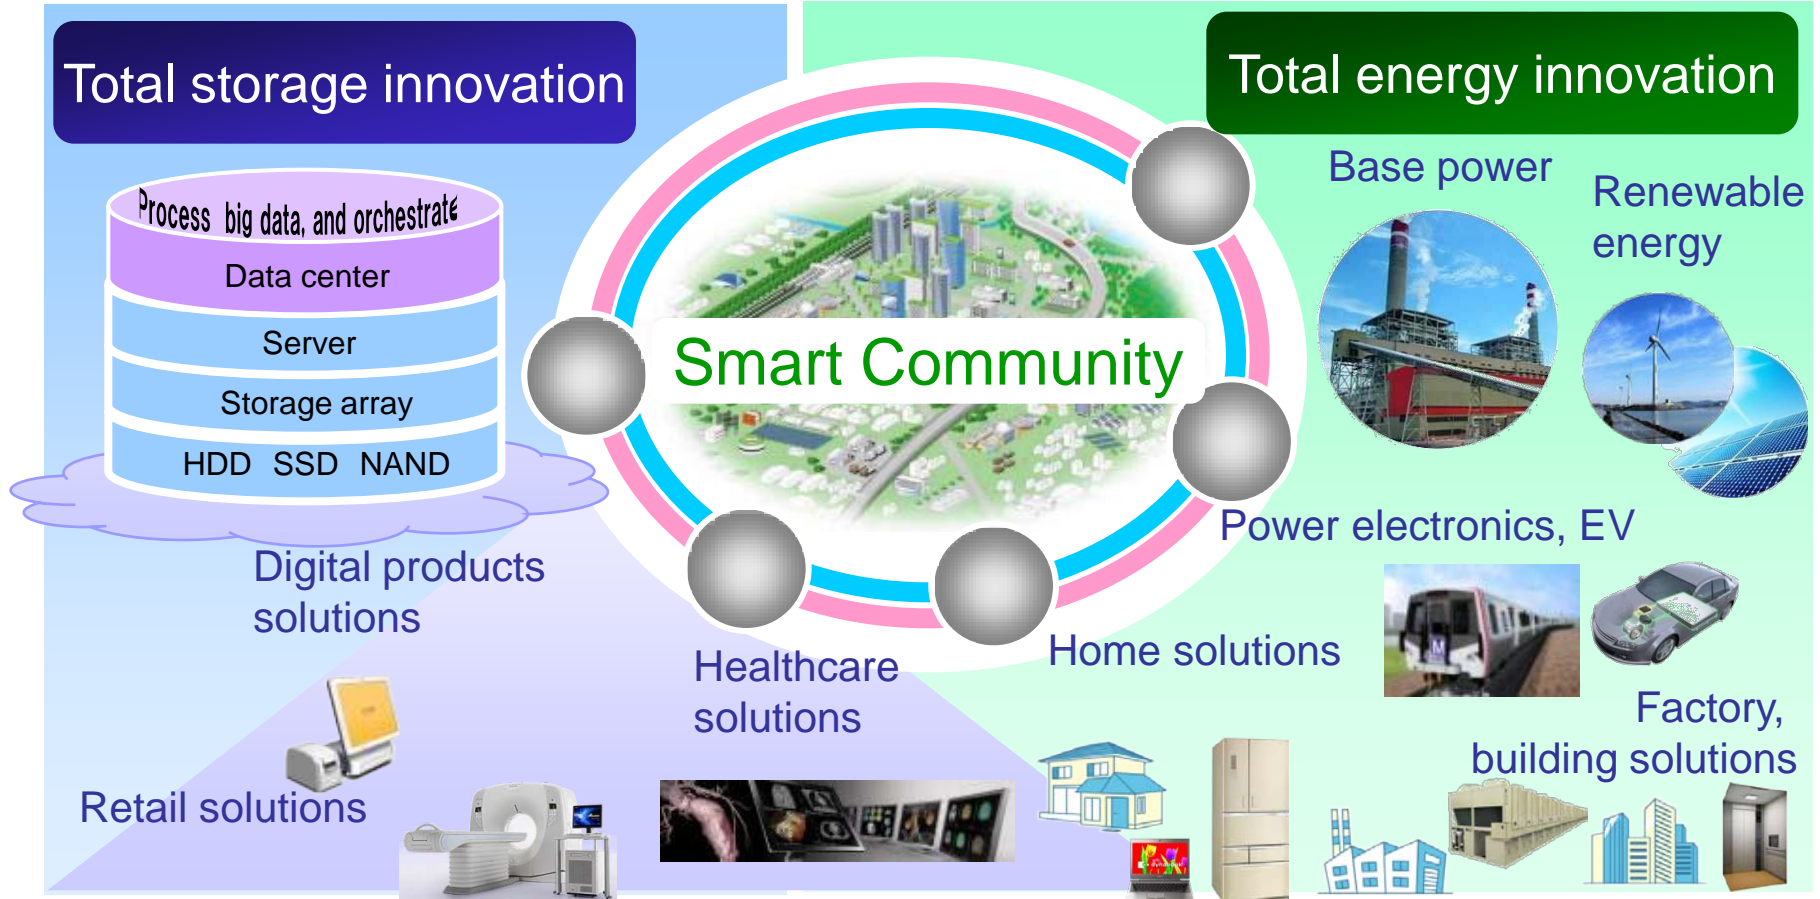 Total storage innovation
Total energy innovation
Process big data, and orchestrate
Data center
Server
Storage array
HDD SSD NAND
Smart Community
Base power
Renewable
energy
Power electronics, EV
Digital products
solutions
Healthcare
solutions
Home solutions
Factory,
building solutions
Retail solutions
M